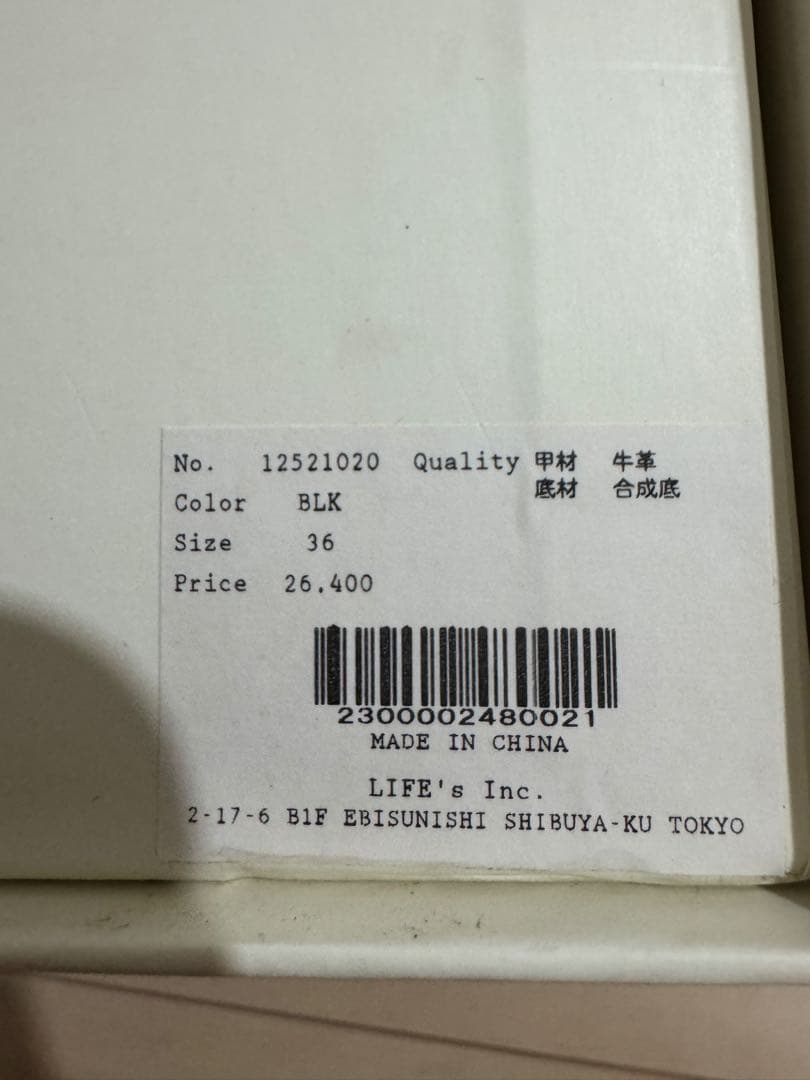 No. 12521020 Quality 甲材 牛革
底材 合成底
Color BLK
Size 36
Price 26,400
2300002480021
MADE IN CHINA
LIFE's Inc.
2-17-6 B1F EBISUNISHI SHIBUYA-KU TOKYO